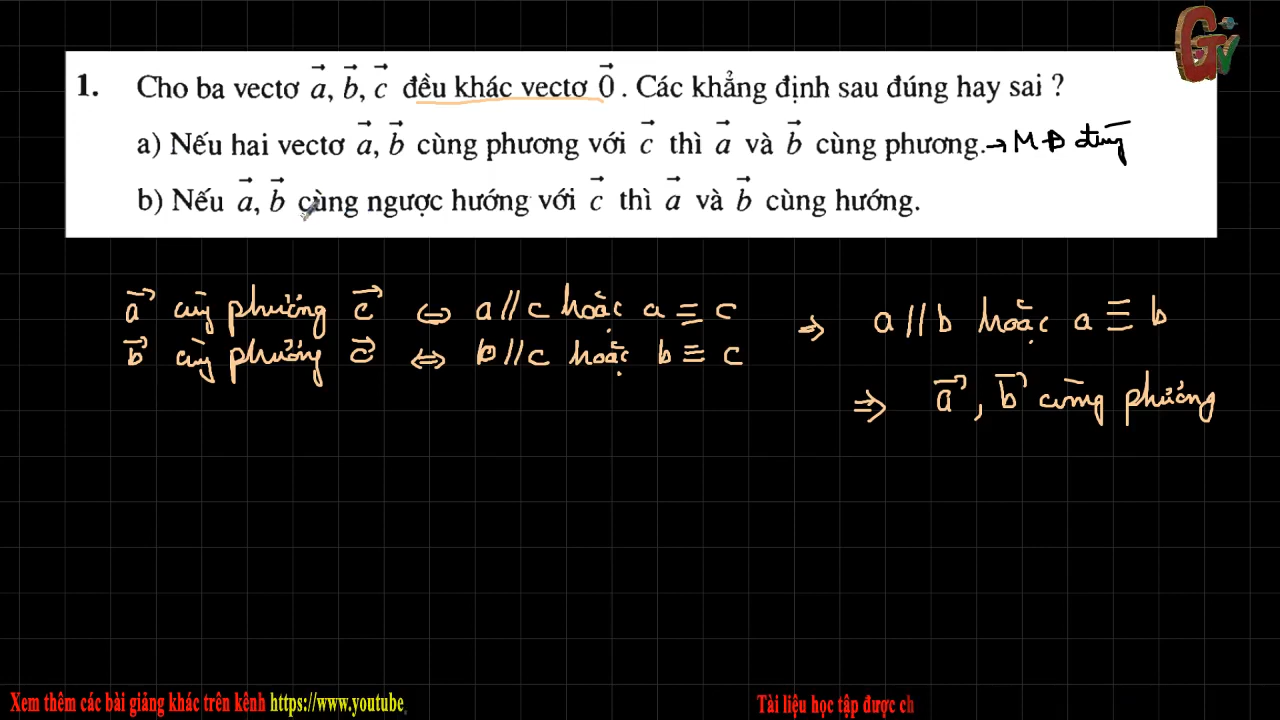 GV
1. Cho ba vectơ a⃗, b⃗, c⃗ đều khác vectơ 0⃗. Các khẳng định sau đúng hay sai ?
a) Nếu hai vectơ a⃗, b⃗ cùng phương với c⃗ thì a⃗ và b⃗ cùng phương. → MĐ đúng
b) Nếu a⃗, b⃗ cùng ngược hướng với c⃗ thì a⃗ và b⃗ cùng hướng.
a⃗ cùng phương c⃗ ⇔ a // c hoặc a ≡ c ⇒ a // b hoặc a ≡ b
b⃗ cùng phương c⃗ ⇔ b // c hoặc b ≡ c
⇒ a⃗, b⃗ cùng phương
Xem thêm các bài giảng khác trên kênh https://www.youtube
Tài liệu học tập được ch